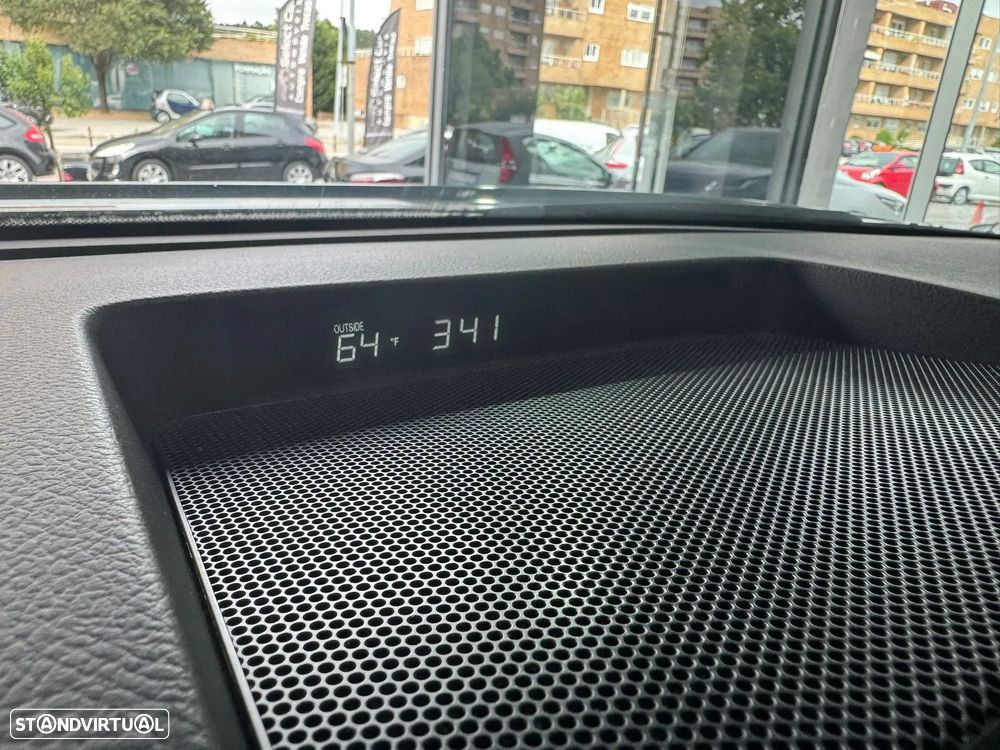 OUTSIDE
64 °F 341
STANDVIRTUAL